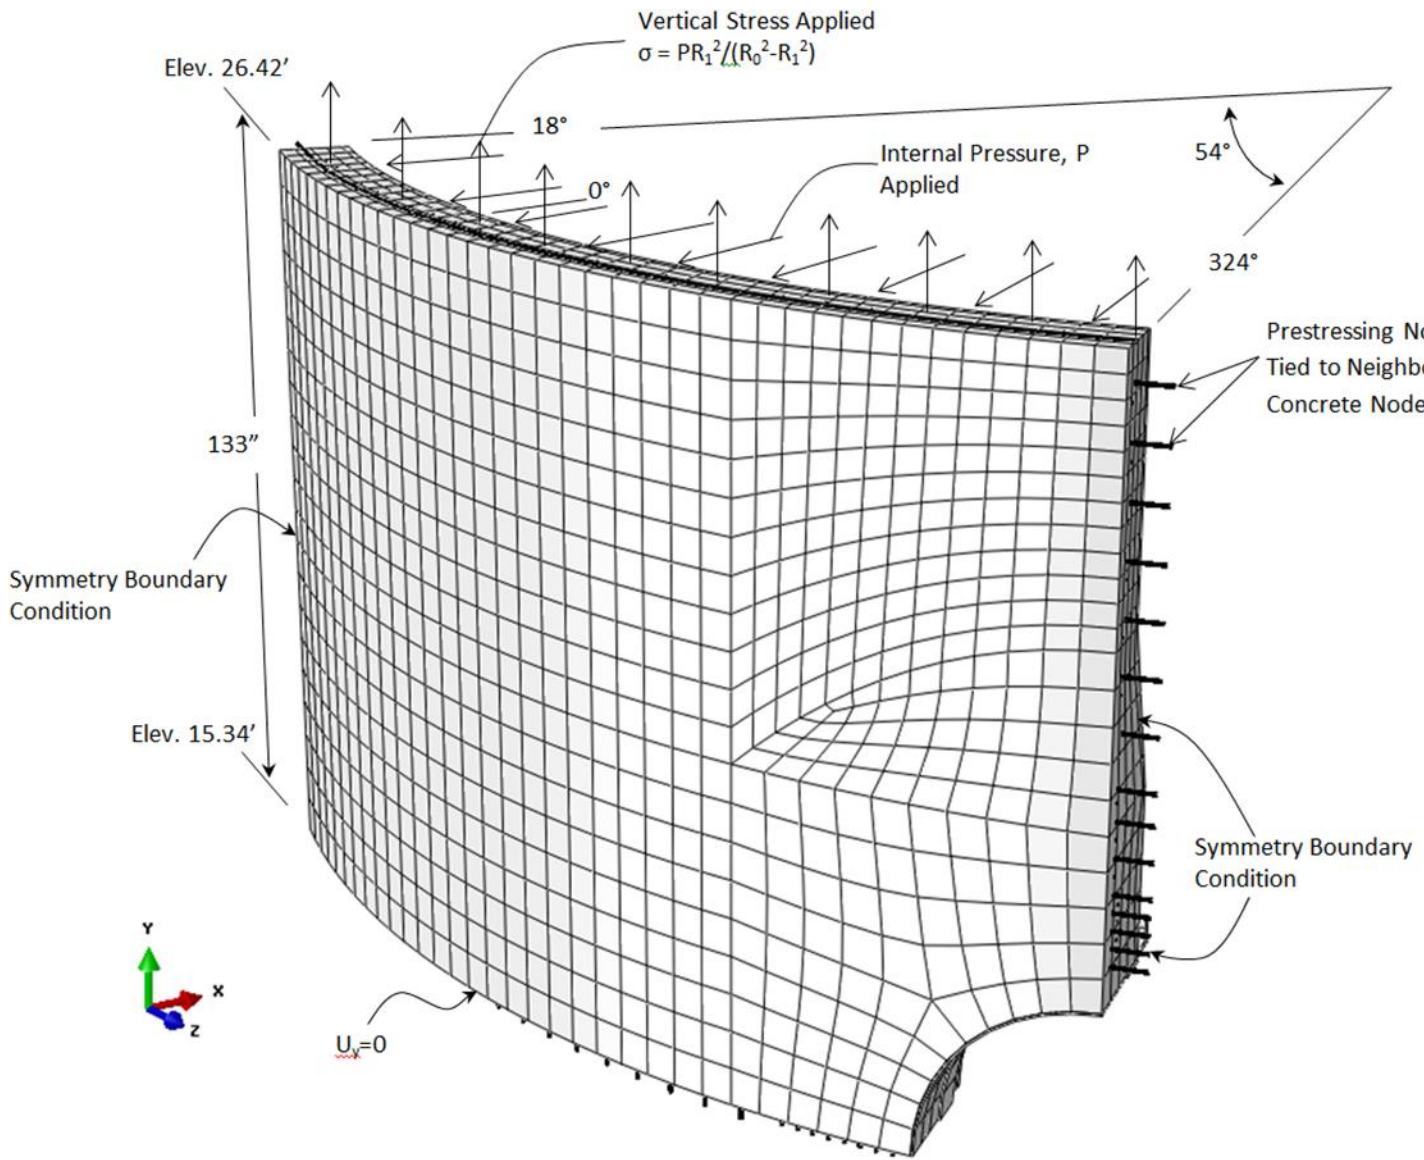 Vertical Stress Applied
σ = PR₁²/(R₀²-R₁²)
Elev. 26.42’
18°
54°
Internal Pressure, P
Applied
0°
324°
Prestressing
Tied to
Concrete
133”
Symmetry Boundary
Condition
Elev. 15.34’
Symmetry Boundary
Condition
Y
X
Z
Uᵧ=0